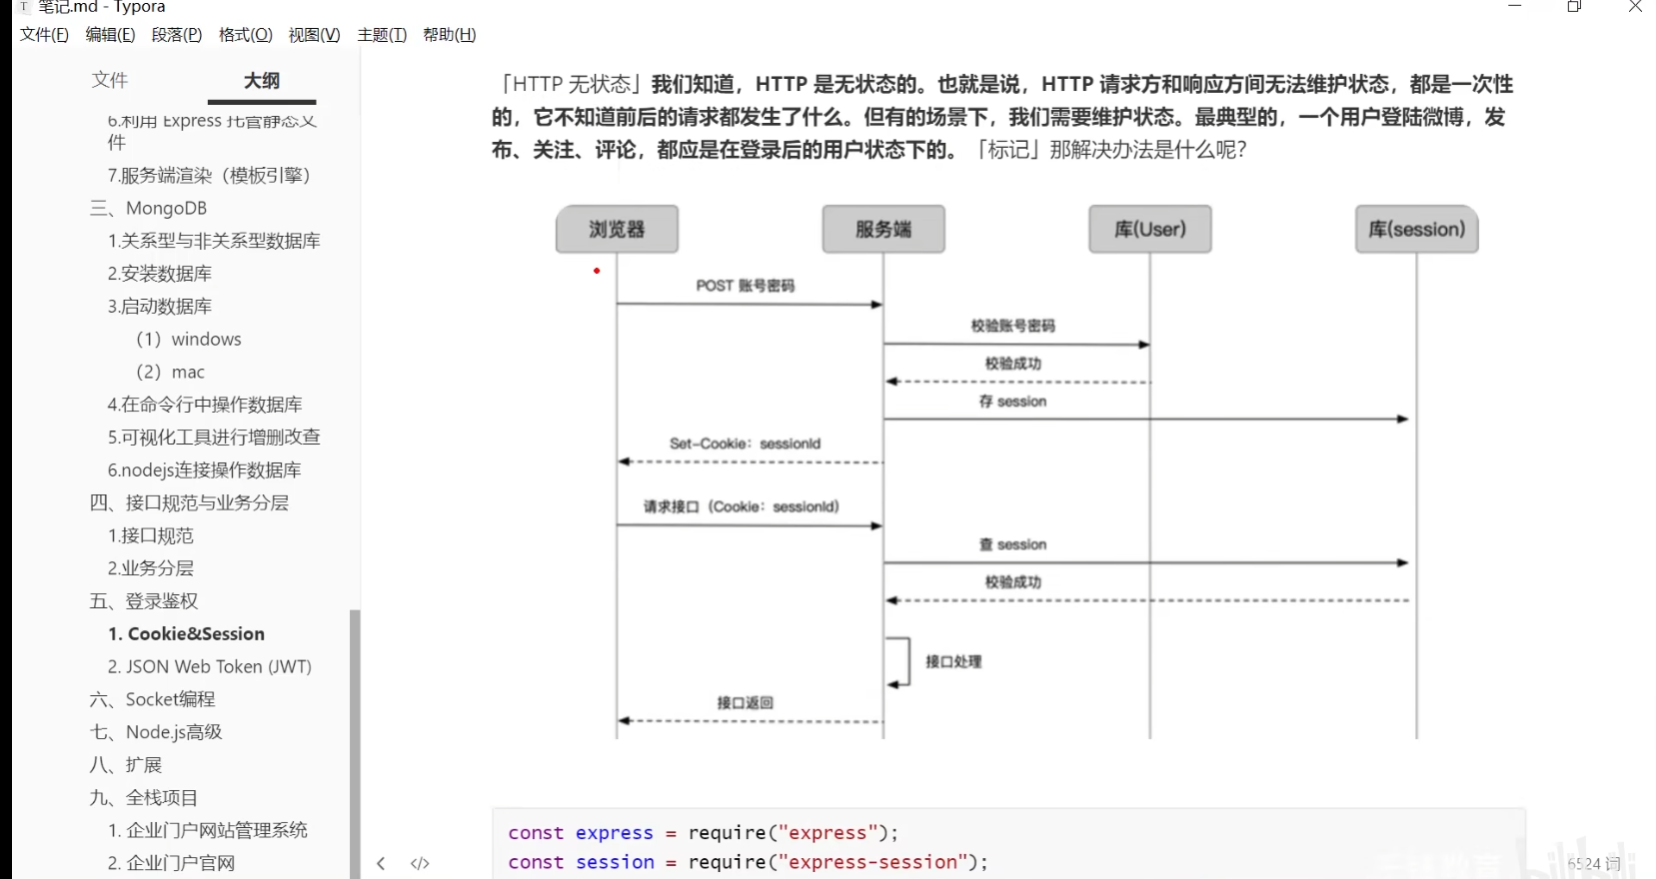 笔记.md - Typora
文件(F) 编辑(E) 段落(P) 格式(O) 视图(V) 主题(T) 帮助(H)
文件 大纲
6.利用 Express 托管静态文
件
7.服务端渲染（模板引擎）
三、MongoDB
1.关系型与非关系型数据库
2.安装数据库
3.启动数据库
（1）windows
（2）mac
4.在命令行中操作数据库
5.可视化工具进行增删改查
6.nodejs连接操作数据库
四、接口规范与业务分层
1.接口规范
2.业务分层
五、登录鉴权
1. Cookie&Session
2. JSON Web Token (JWT)
六、Socket编程
七、Node.js高级
八、扩展
九、全栈项目
1. 企业门户网站管理系统
2. 企业门户官网
「HTTP 无状态」我们知道，HTTP 是无状态的。也就是说，HTTP 请求方和响应方间无法维护状态，都是一次性
的，它不知道前后的请求都发生了什么。但有的场景下，我们需要维护状态。最典型的，一个用户登陆微博，发
布、关注、评论，都应是在登录后的用户状态下的。「标记」那解决办法是什么呢？
浏览器 服务端 库(User) 库(session)
POST 账号密码
校验账号密码
校验成功
存 session
Set-Cookie：sessionId
请求接口（Cookie：sessionId）
查 session
校验成功
接口处理
接口返回
const express = require("express");
const session = require("express-session");
6524 词
bilibili